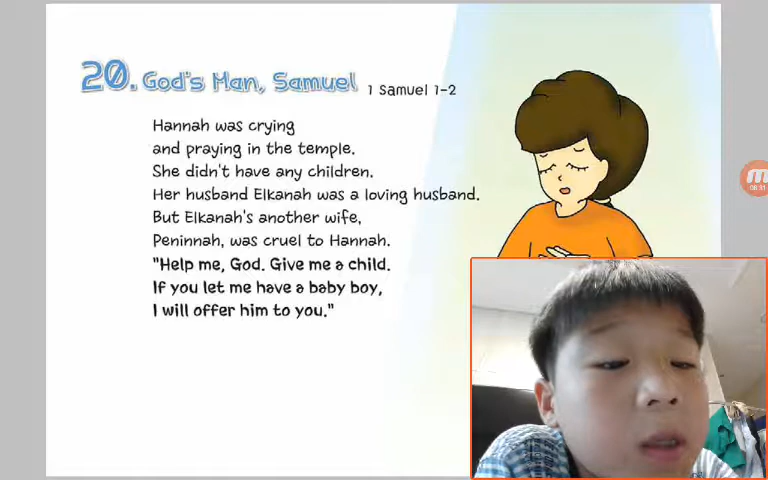 20. God's Man, Samuel 1 Samuel 1-2
Hannah was crying
and praying in the temple.
She didn't have any children.
Her husband Elkanah was a loving husband.
But Elkanah's another wife,
Peninnah, was cruel to Hannah.
"Help me, God. Give me a child.
If you let me have a baby boy,
I will offer him to you."